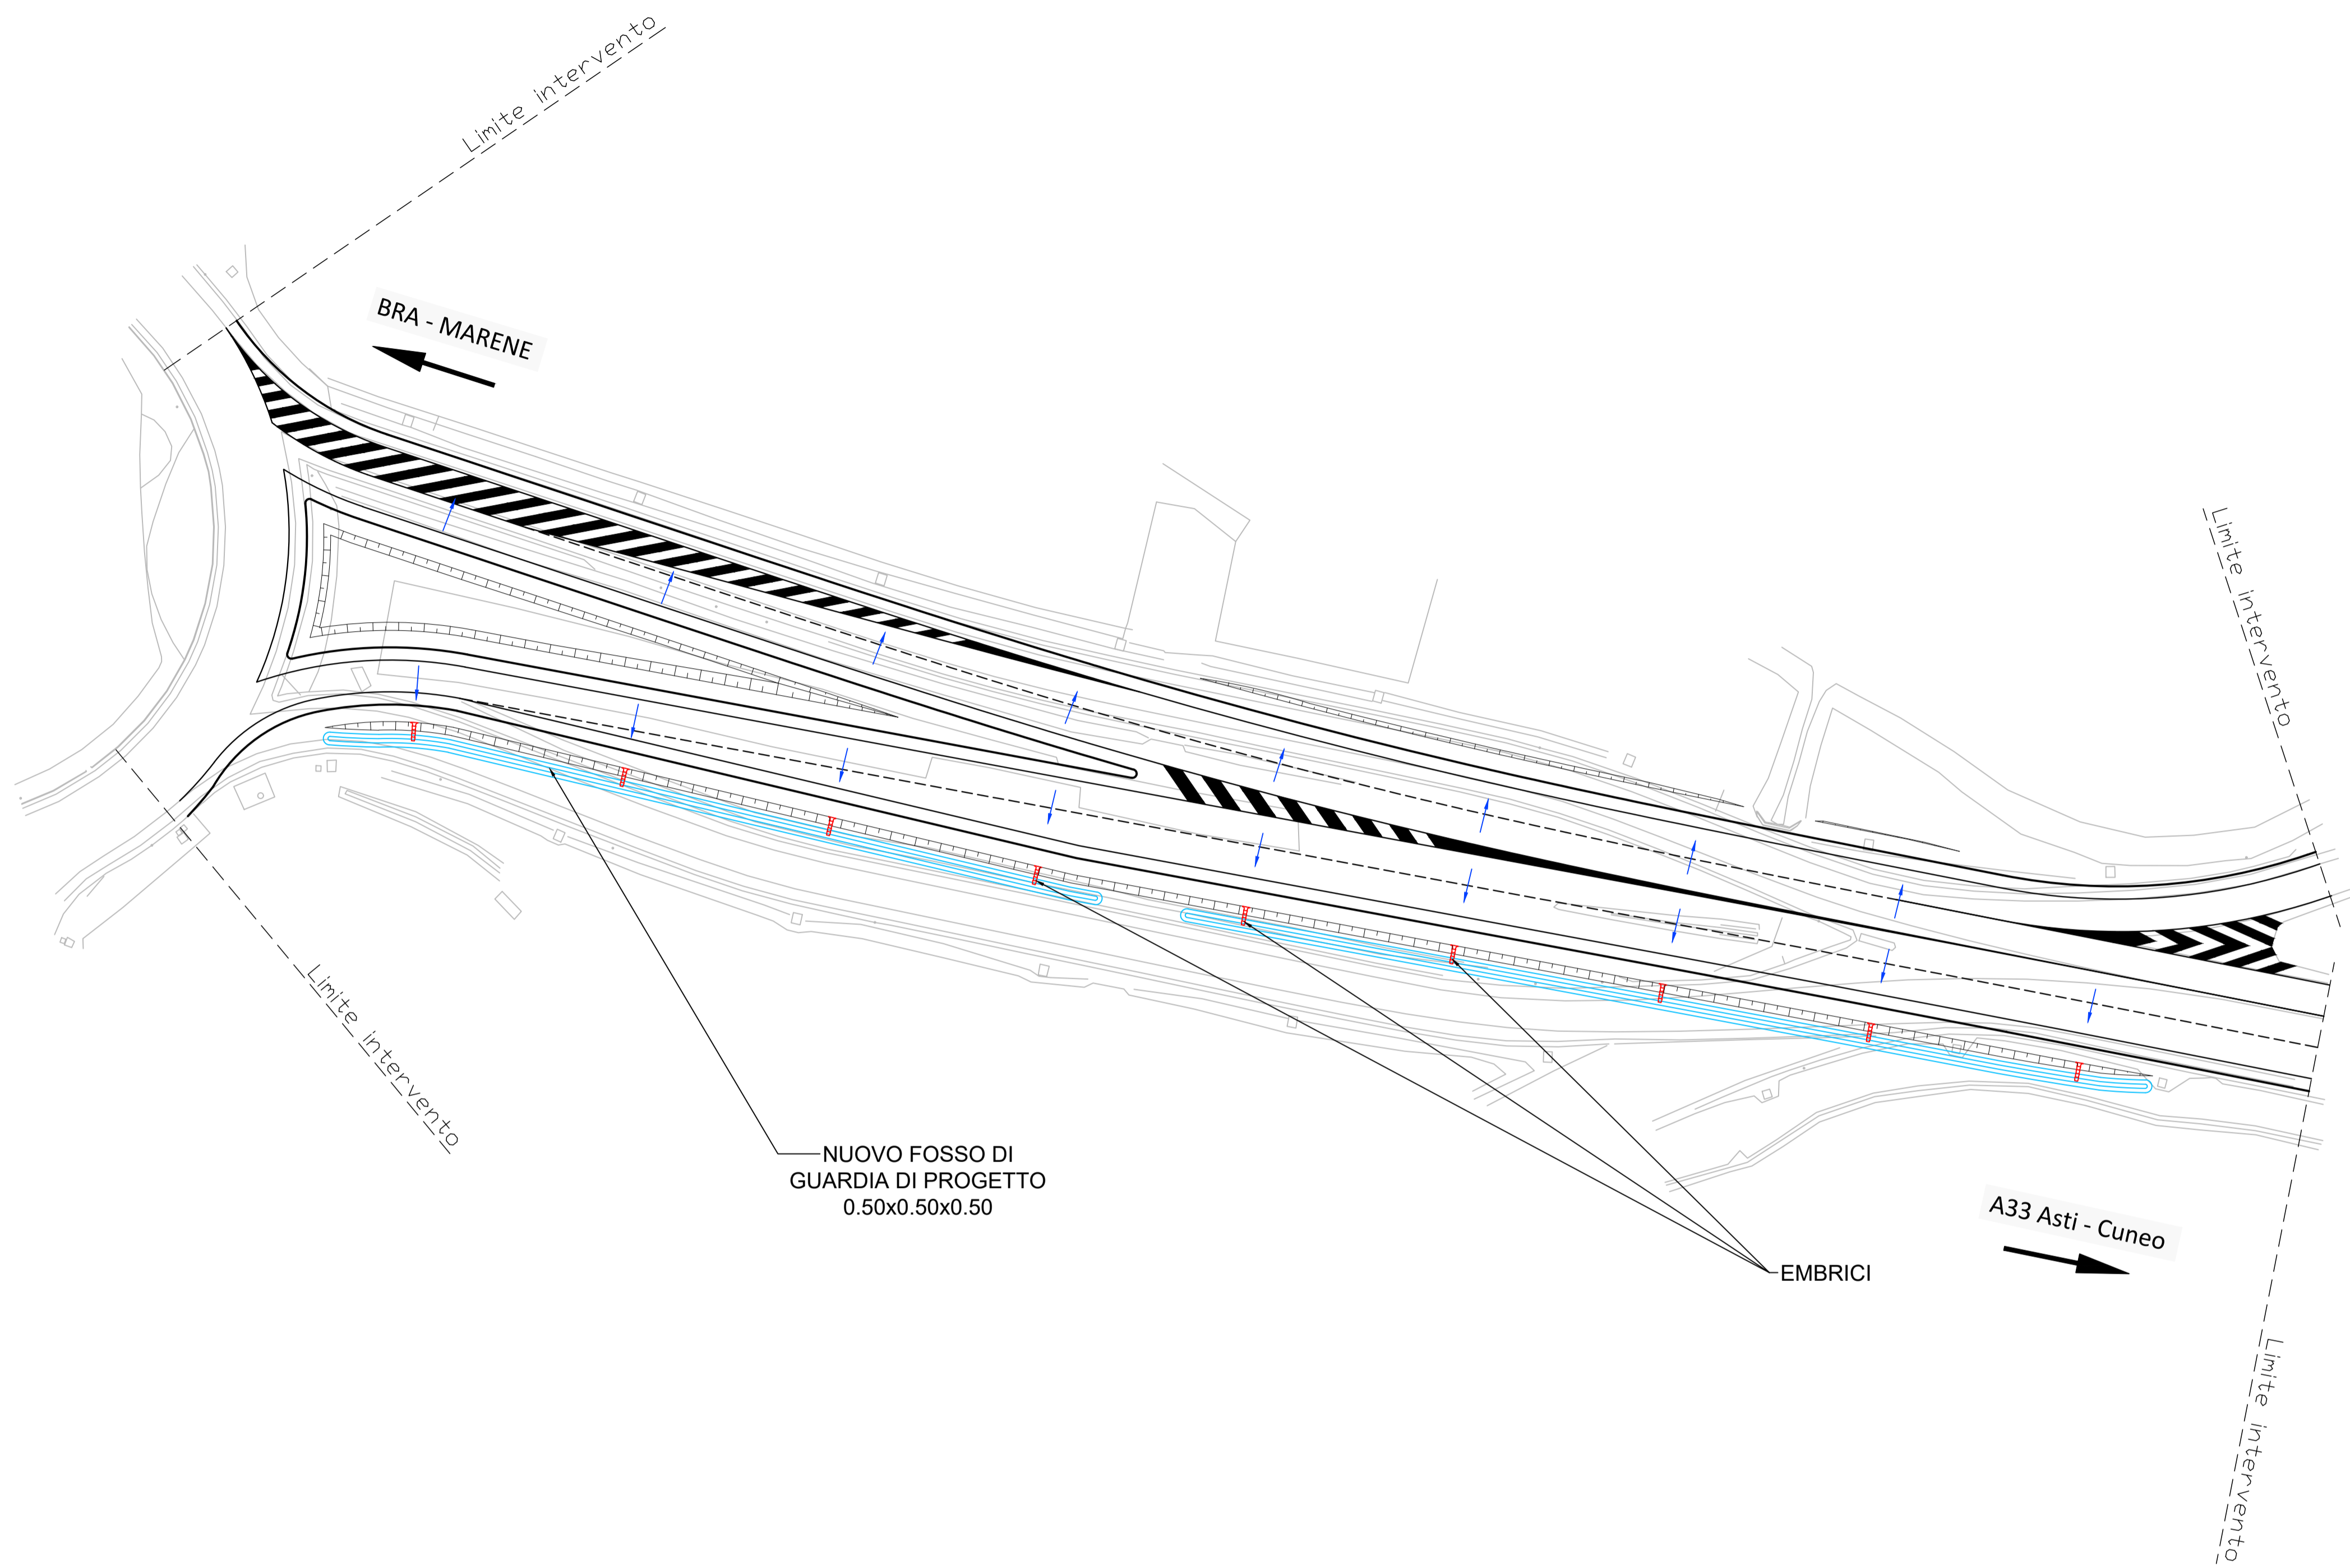 Limite intervento
BRA - MARENE
Limite intervento
Limite intervento
NUOVO FOSSO DI
GUARDIA DI PROGETTO
0.50x0.50x0.50
A33 Asti - Cuneo
EMBRICI
Limite intervento